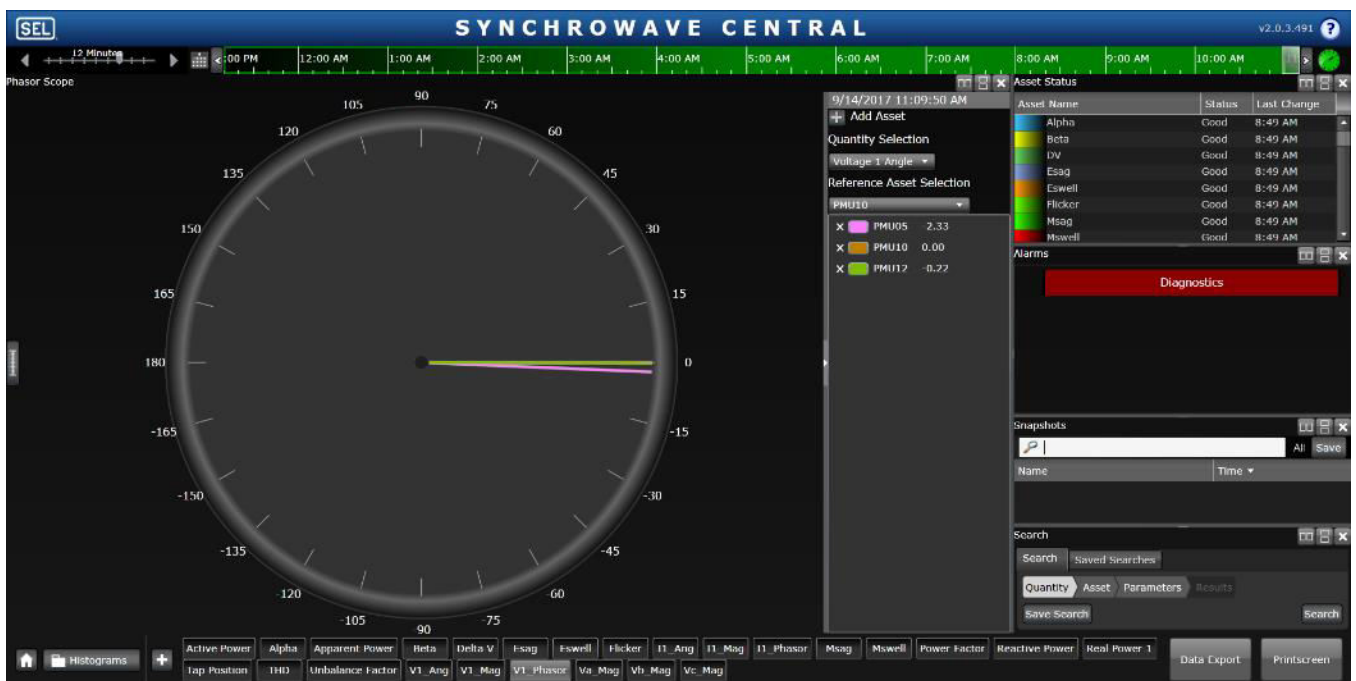 SEL
SYNCHROWAVE CENTRAL
v2.0.3.491 ?
12 Minutes
:00 PM 12:00 AM 1:00 AM 2:00 AM 3:00 AM 4:00 AM 5:00 AM 6:00 AM 7:00 AM 8:00 AM 9:00 AM 10:00 AM
Phasor Scope
105 90 75
120 60
135 45
150 30
165 15
180 0
-165 -15
-150 -30
-135 -45
-120 -60
-105 -90 -75
9/14/2017 11:09:50 AM
Add Asset
Quantity Selection
Voltage 1 Angle
Reference Asset Selection
PMU10
PMU05 -2.33
PMU10 0.00
PMU12 -0.22
Asset Status
Asset Name Status Last Change
Alpha Good 8:49 AM
Beta Good 8:49 AM
DV Good 8:49 AM
Esag Good 8:49 AM
Eswell Good 8:49 AM
Flicker Good 8:49 AM
Msag Good 8:49 AM
Mswell Good 8:49 AM
Alarms
Diagnostics
Snapshots
All Save
Name Time
Search
Search Saved Searches
Quantity Asset Parameters Results
Save Search Search
Histograms
Active Power Alpha Apparent Power Beta Delta V Esag Eswell Flicker I1_Ang I1_Mag I1_Phasor Msag Mswell Power Factor Reactive Power Real Power 1
Tap Position THD Unbalance Factor V1_Ang V1_Mag V1_Phasor Va_Mag Vb_Mag Vc_Mag
Data Export Printscreen